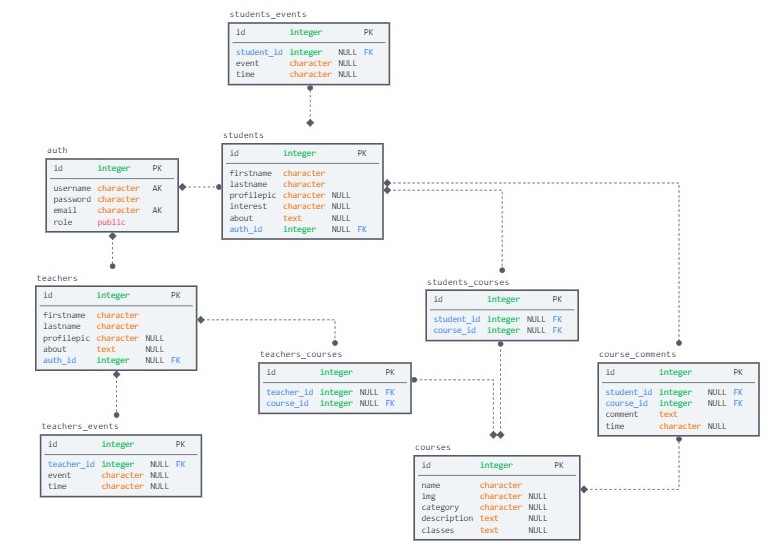 students_events
id integer PK
student_id integer NULL FK
event character NULL
time character NULL
students
id integer PK
firstname character
lastname character
profilepic character NULL
interest character NULL
about text NULL
auth_id integer NULL FK
auth
id integer PK
username character AK
password character
email character AK
role public
teachers
id integer PK
firstname character
lastname character
profilepic character NULL
about text NULL
auth_id integer NULL FK
students_courses
id integer PK
student_id integer NULL FK
course_id integer NULL FK
teachers_courses
id integer PK
teacher_id integer NULL FK
course_id integer NULL FK
course_comments
id integer PK
student_id integer NULL FK
course_id integer NULL FK
comment text
time character NULL
teachers_events
id integer PK
teacher_id integer NULL FK
event character NULL
time character NULL
courses
id integer PK
name character
img character NULL
category character NULL
description text NULL
classes text NULL